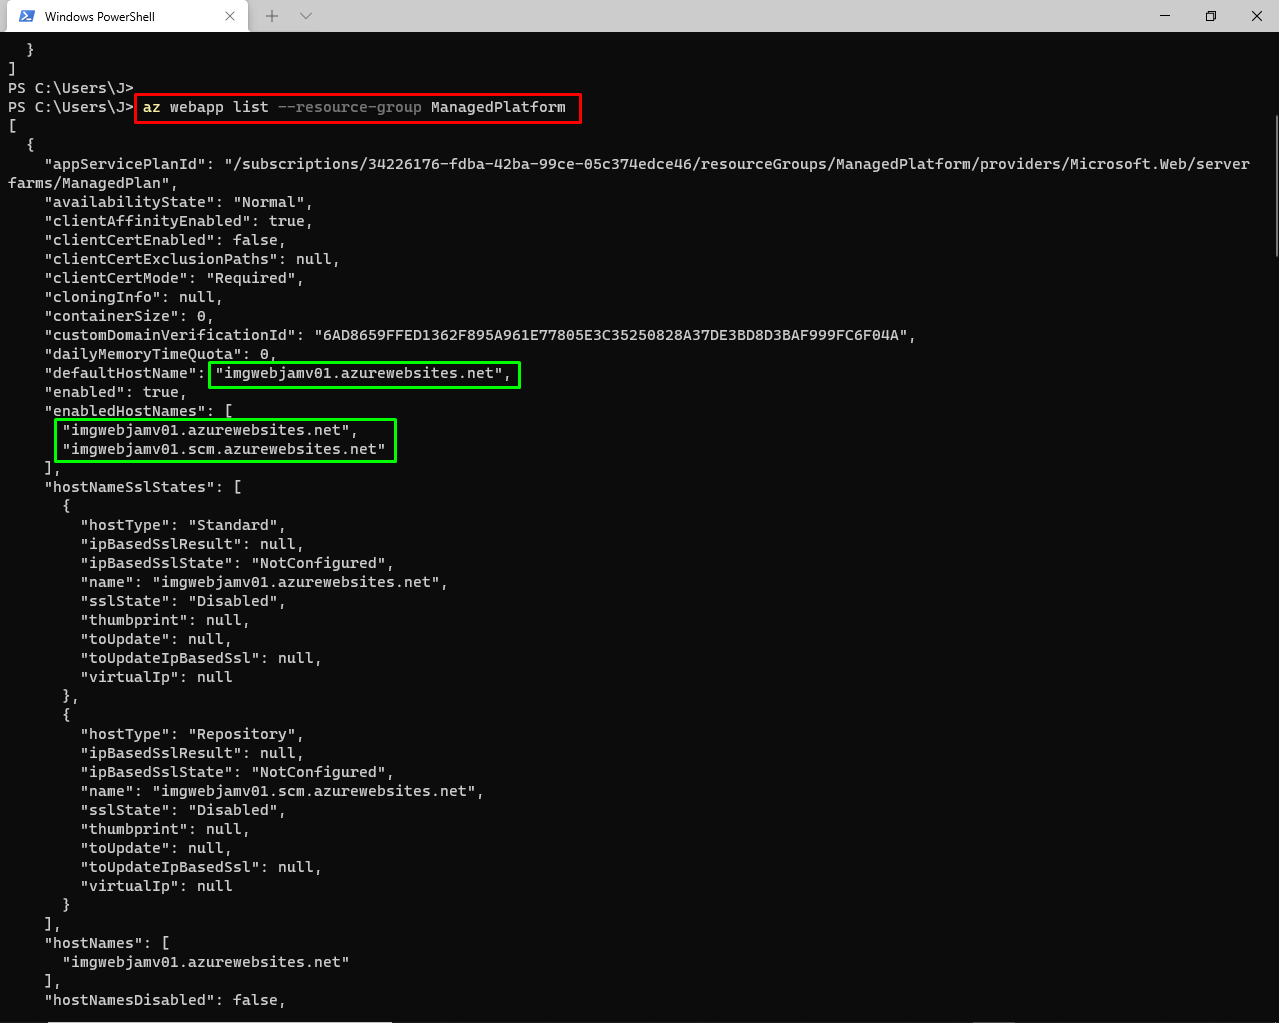 Windows PowerShell
  }
]
PS C:\Users\J>
PS C:\Users\J> az webapp list --resource-group ManagedPlatform
[
  {
    "appServicePlanId": "/subscriptions/34226176-fdba-42ba-99ce-05c374edce46/resourceGroups/ManagedPlatform/providers/Microsoft.Web/server
farms/ManagedPlan",
    "availabilityState": "Normal",
    "clientAffinityEnabled": true,
    "clientCertEnabled": false,
    "clientCertExclusionPaths": null,
    "clientCertMode": "Required",
    "cloningInfo": null,
    "containerSize": 0,
    "customDomainVerificationId": "6AD8659FFED1362F895A961E77805E3C35250828A37DE3BD8D3BAF999FC6F04A",
    "dailyMemoryTimeQuota": 0,
    "defaultHostName": "imgwebjamv01.azurewebsites.net",
    "enabled": true,
    "enabledHostNames": [
      "imgwebjamv01.azurewebsites.net",
      "imgwebjamv01.scm.azurewebsites.net"
    ],
    "hostNameSslStates": [
      {
        "hostType": "Standard",
        "ipBasedSslResult": null,
        "ipBasedSslState": "NotConfigured",
        "name": "imgwebjamv01.azurewebsites.net",
        "sslState": "Disabled",
        "thumbprint": null,
        "toUpdate": null,
        "toUpdateIpBasedSsl": null,
        "virtualIp": null
      },
      {
        "hostType": "Repository",
        "ipBasedSslResult": null,
        "ipBasedSslState": "NotConfigured",
        "name": "imgwebjamv01.scm.azurewebsites.net",
        "sslState": "Disabled",
        "thumbprint": null,
        "toUpdate": null,
        "toUpdateIpBasedSsl": null,
        "virtualIp": null
      }
    ],
    "hostNames": [
      "imgwebjamv01.azurewebsites.net"
    ],
    "hostNamesDisabled": false,